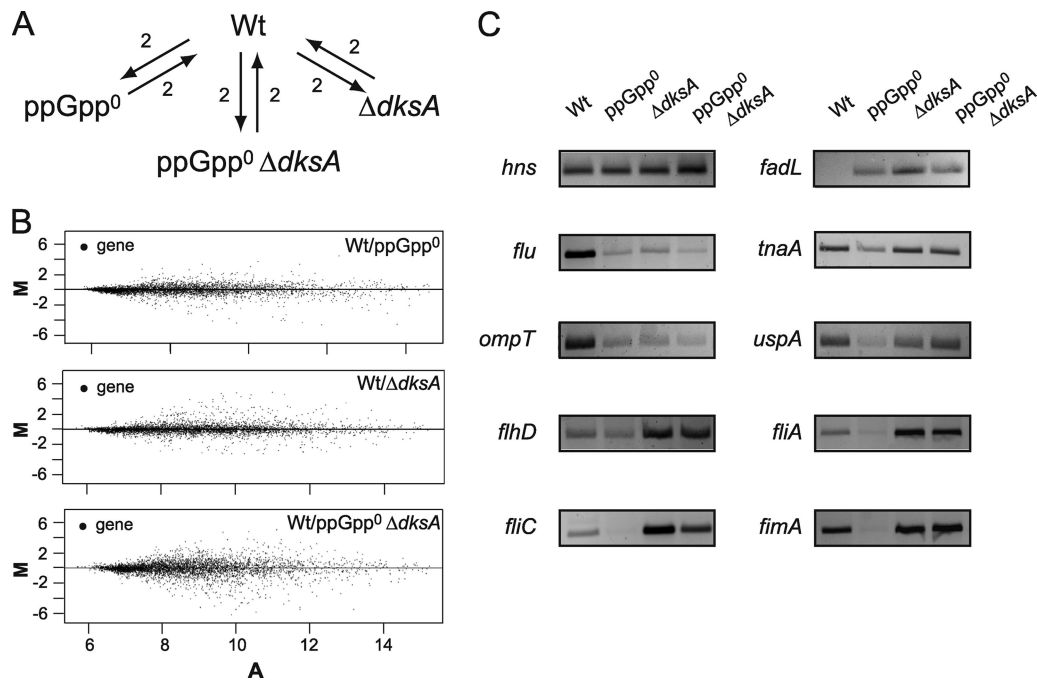 A
Wt
2 2 2 2 2 2
ppGpp⁰
ΔdksA
ppGpp⁰ ΔdksA
B
6 2 -2 -6
M
gene
Wt/ppGpp⁰
6 2 -2 -6
M
gene
Wt/ΔdksA
6 2 -2 -6
M
gene
Wt/ppGpp⁰ ΔdksA
6 8 10 12 14
A
C
Wt ppGpp⁰ ΔdksA ppGpp⁰ ΔdksA
Wt ppGpp⁰ ΔdksA ppGpp⁰ ΔdksA
hns
fadL
flu
tnaA
ompT
uspA
flhD
fliA
fliC
fimA